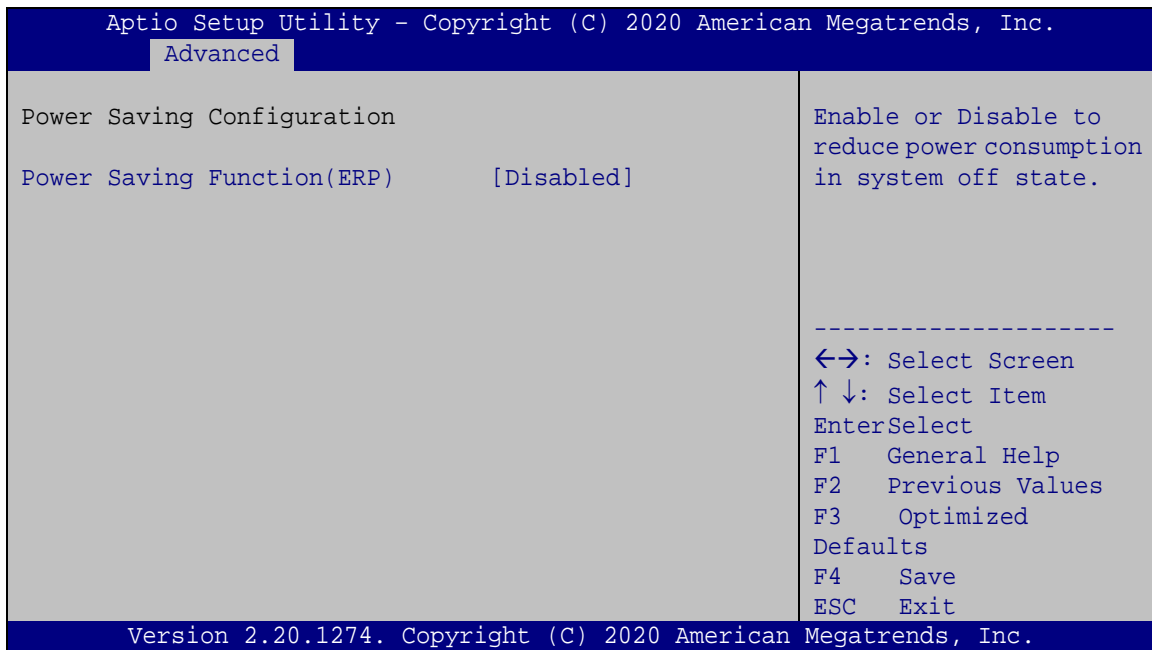 Aptio Setup Utility – Copyright (C) 2020 American Megatrends, Inc.
Advanced
Power Saving Configuration
Power Saving Function(ERP) [Disabled]
Enable or Disable to
reduce power consumption
in system off state.
---------------------
←→: Select Screen
↑ ↓: Select Item
EnterSelect
F1 General Help
F2 Previous Values
F3 Optimized
Defaults
F4 Save
ESC Exit
Version 2.20.1274. Copyright (C) 2020 American Megatrends, Inc.